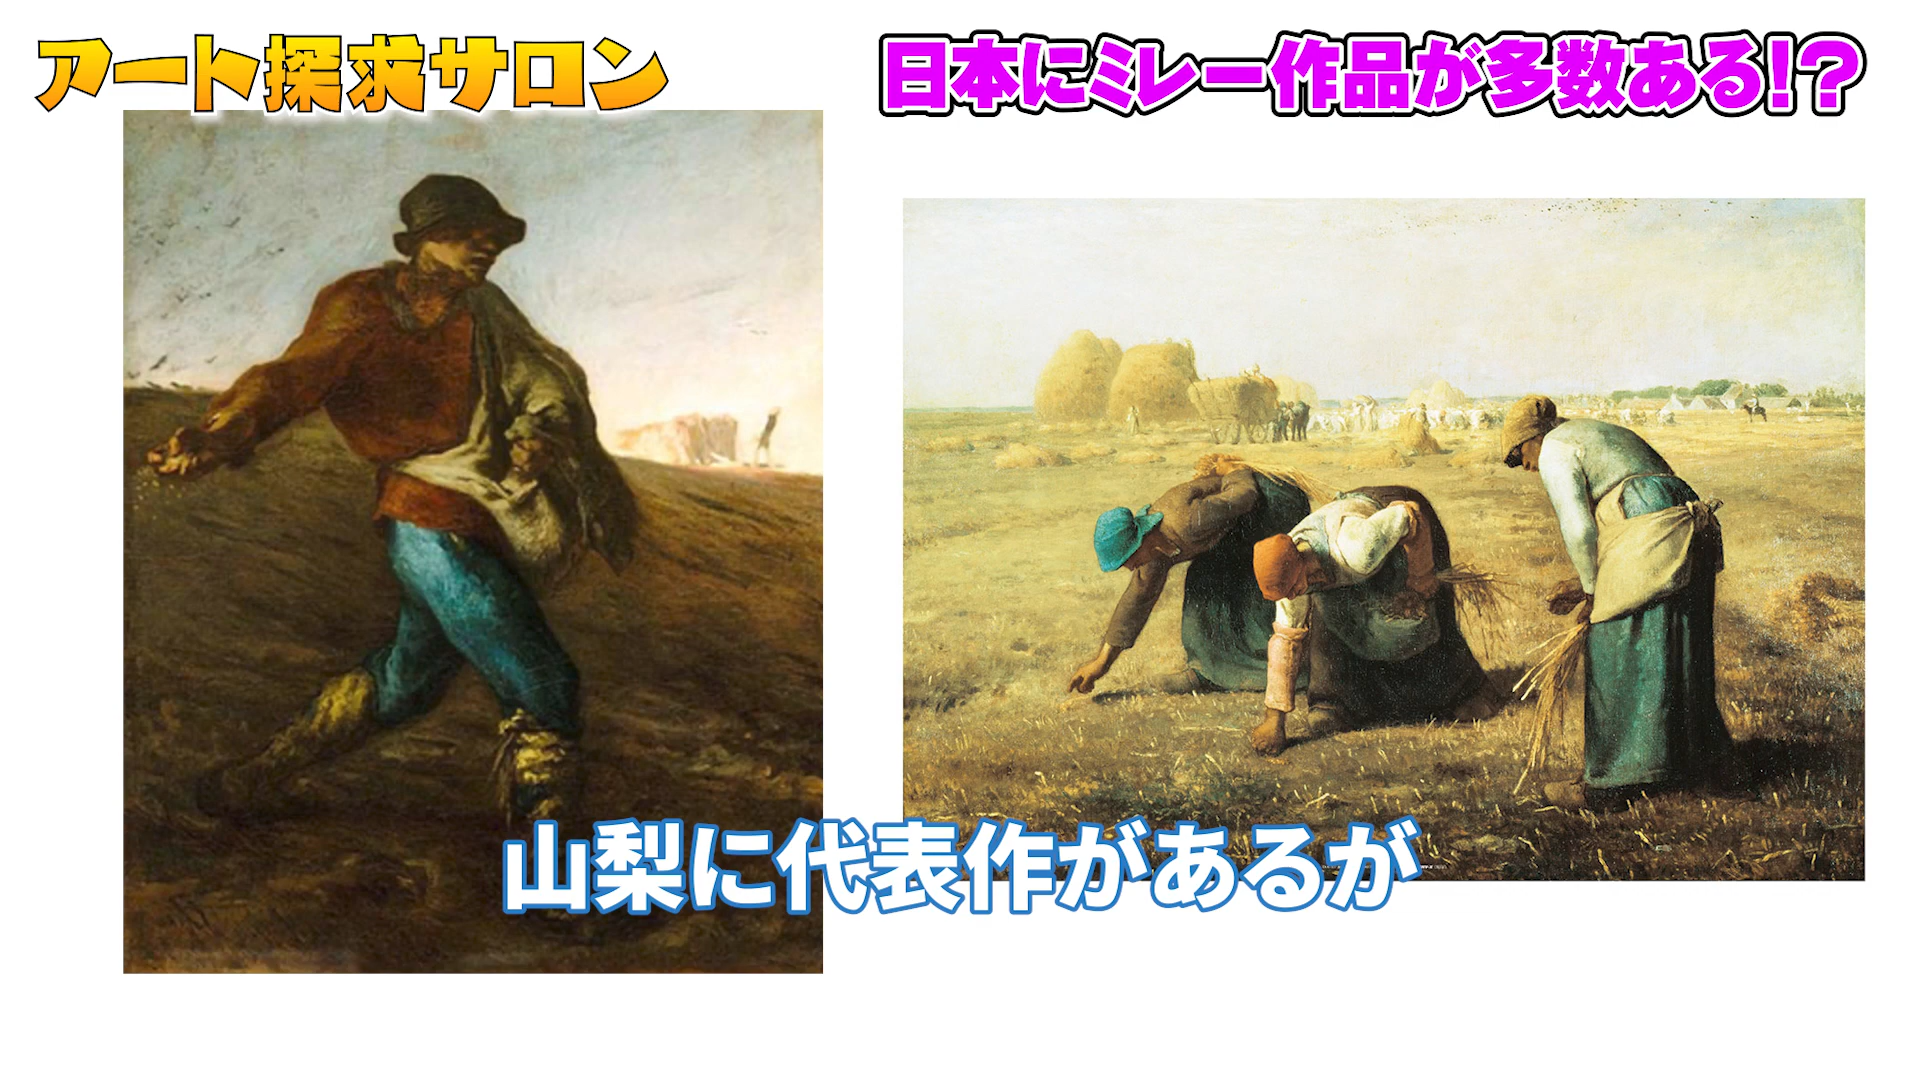 アート探求サロン
日本にミレー作品が多数ある!?
山梨に代表作があるが